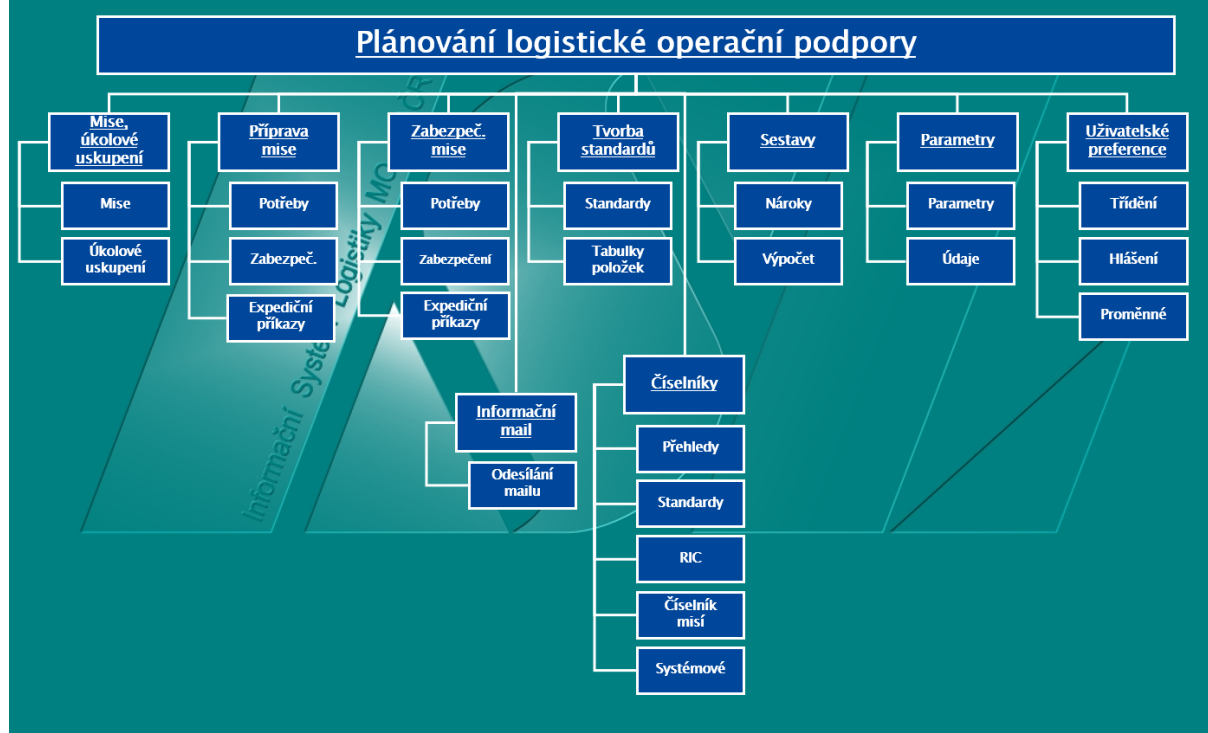 Plánování logistické operační podpory
Mise,
úkolové
uskupení
Mise
Úkolové
uskupení
Příprava
mise
Potřeby
Zabezpeč.
Expediční
příkazy
Zabezpeč.
mise
Potřeby
Zabezpečení
Expediční
příkazy
Informační
mail
Odesílání
mailu
Tvorba
standardů
Standardy
Tabulky
položek
Číselníky
Přehledy
Standardy
RIC
Číselník
misí
Systémové
Sestavy
Nároky
Výpočet
Parametry
Parametry
Údaje
Uživatelské
preference
Třídění
Hlášení
Proměnné
Informační Systém Logistiky MO ČR